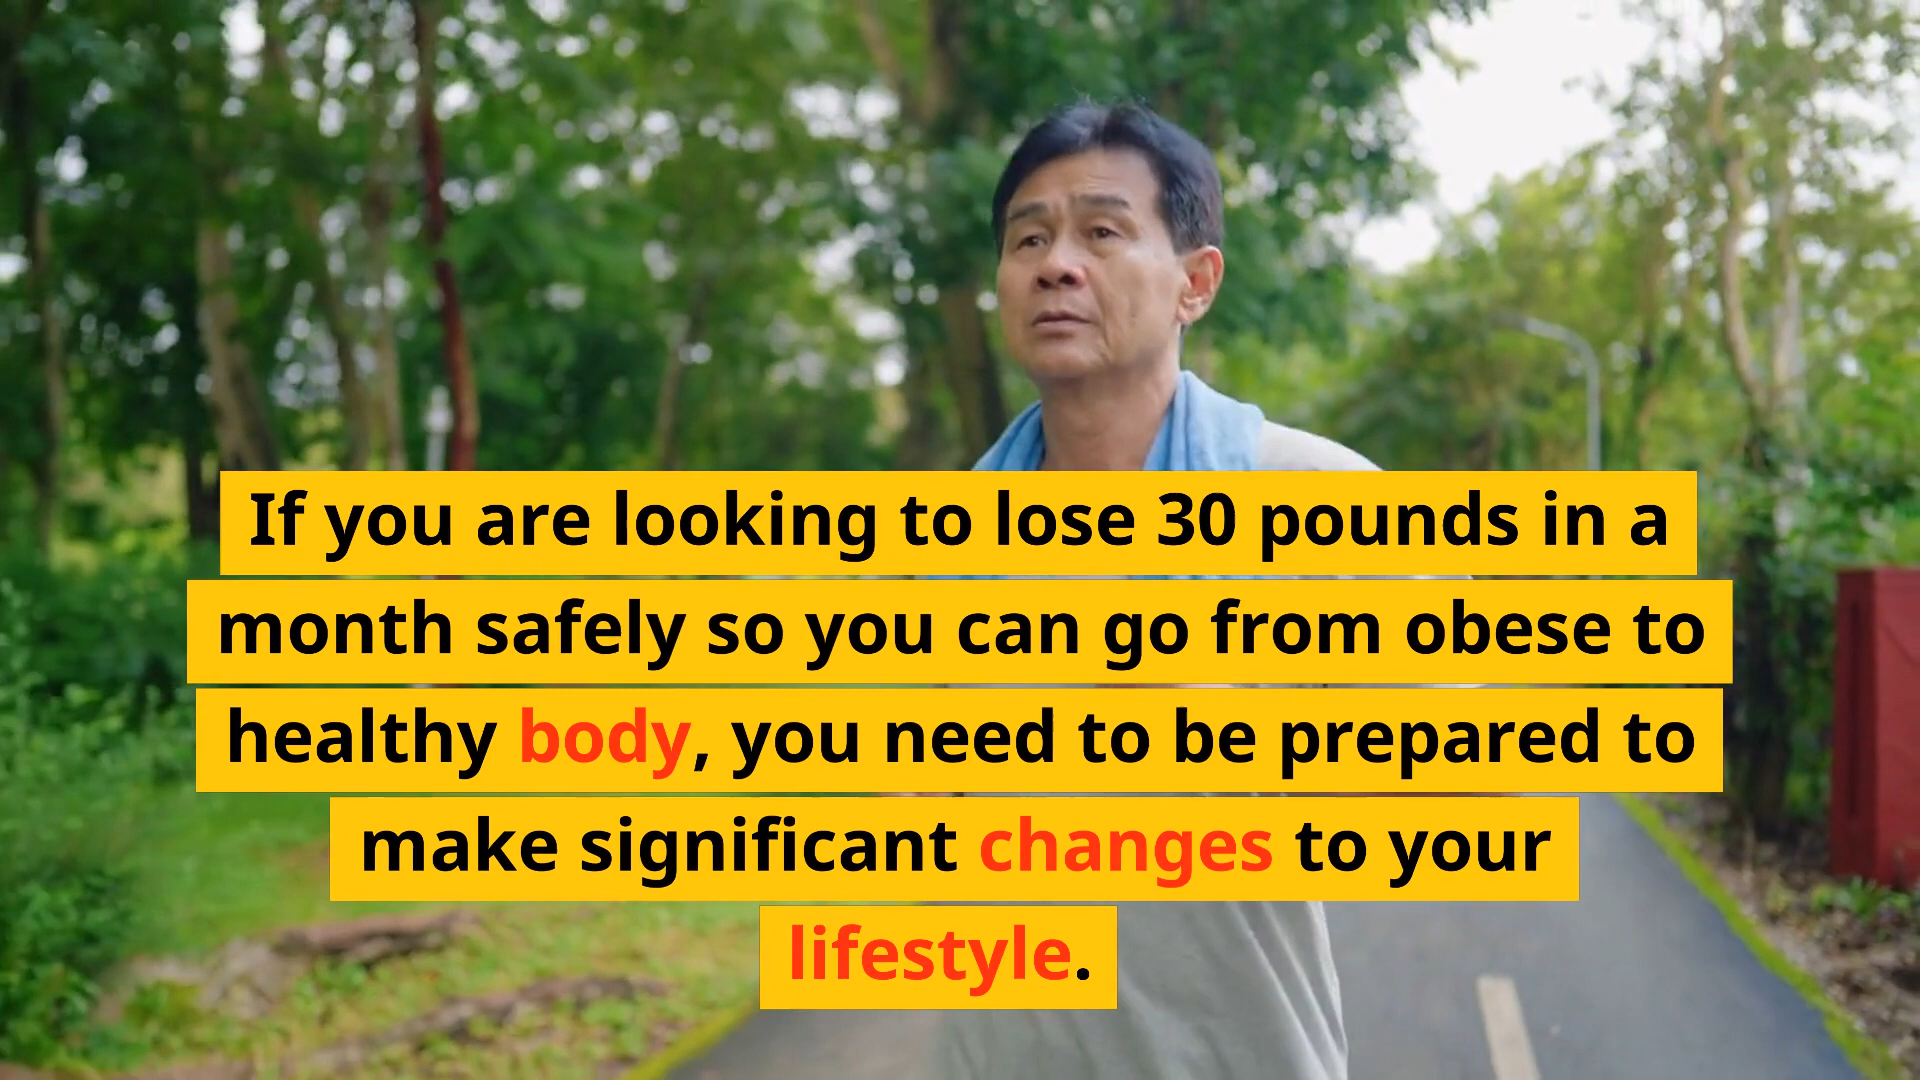 If you are looking to lose 30 pounds in a
month safely so you can go from obese to
healthy body, you need to be prepared to
make significant changes to your
lifestyle.